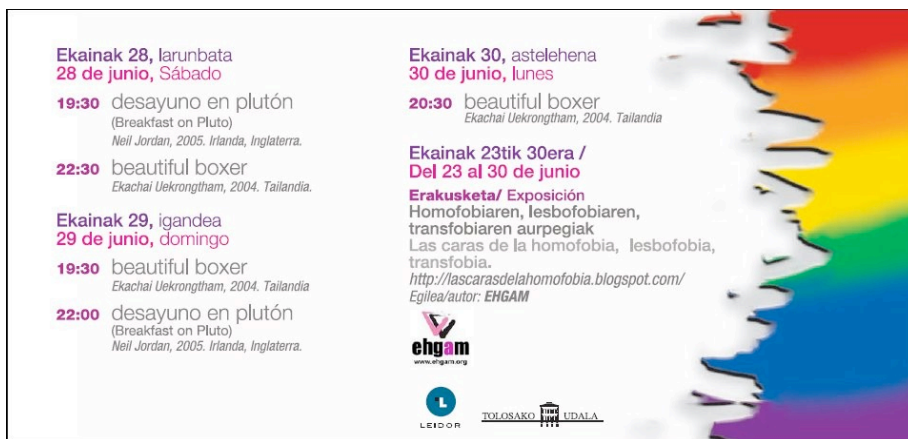 Ekainak 28, larunbata
28 de junio, Sábado
19:30 desayuno en plutón
(Breakfast on Pluto)
Neil Jordan, 2005. Irlanda, Inglaterra.
22:30 beautiful boxer
Ekachai Uekrongtham, 2004. Tailandia.
Ekainak 29, igandea
29 de junio, domingo
19:30 beautiful boxer
Ekachai Uekrongtham, 2004. Tailandia
22:00 desayuno en plutón
(Breakfast on Pluto)
Neil Jordan, 2005. Irlanda, Inglaterra.
Ekainak 30, astelehena
30 de junio, lunes
20:30 beautiful boxer
Ekachai Uekrongtham, 2004. Tailandia
Ekainak 23tik 30era /
Del 23 al 30 de junio
Erakusketa/ Exposición
Homofobiaren, lesbofobiaren,
transfobiaren aurpegiak
Las caras de la homofobia, lesbofobia,
transfobia.
http://lascarasdelahomofobia.blogspot.com/
Egilea/autor: EHGAM
ehgam
www.ehgam.org
L
LEIDOR
TOLOSAKO UDALA